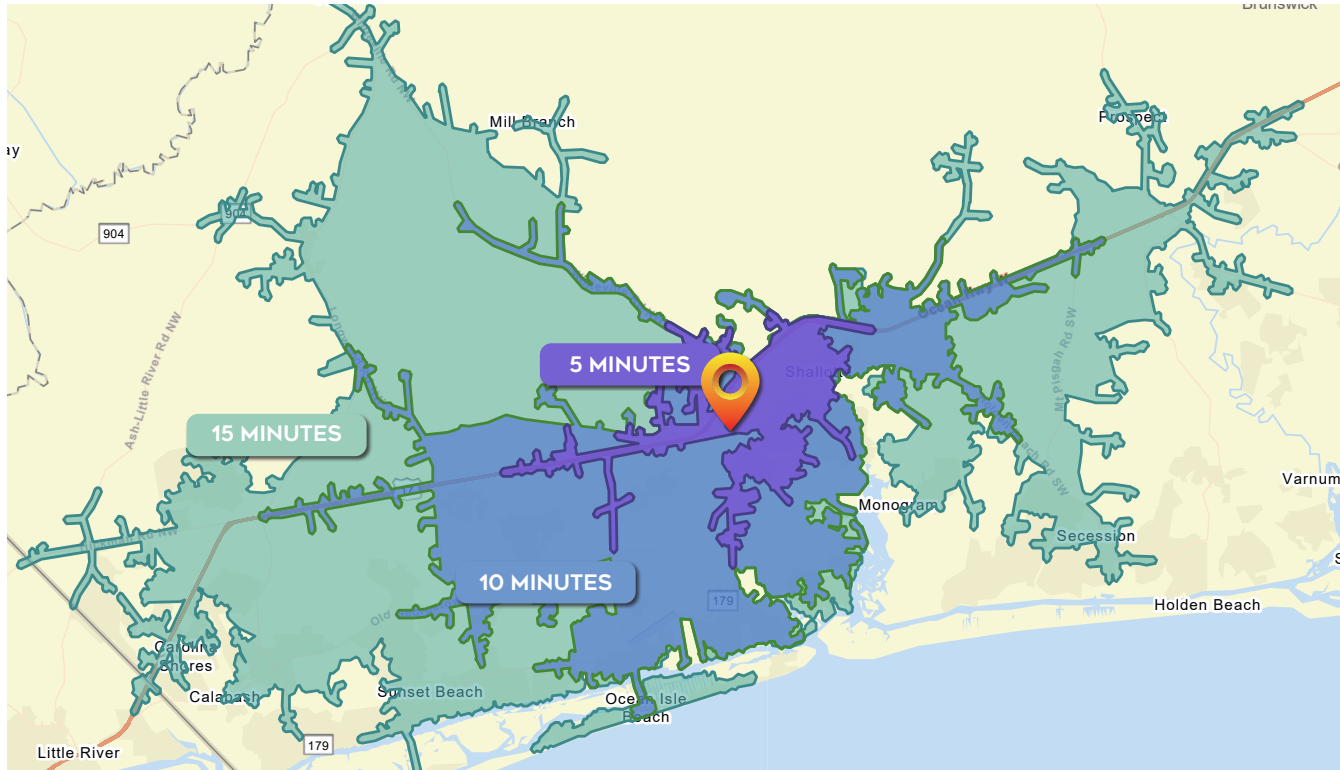 Brunswick
Mill Branch
Prospect
ay
904
904
Ash-Little River Rd NW
5 MINUTES
Mt Pisgah Rd SW
15 MINUTES
Varnum
Monogram
Secession
10 MINUTES
179
Holden Beach
Old
Carolina
Shores
Calabash
Sunset Beach
Ocean Isle
Beach
179
Little River